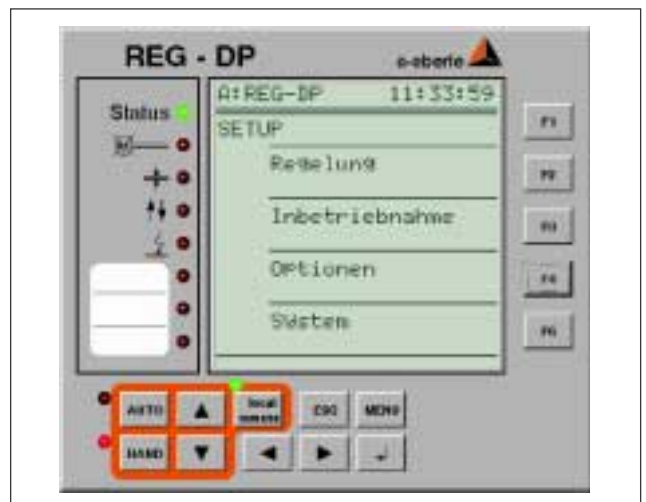 REG - DP
a-eberle
A:REG-DP 11:33:59
Status
SETUP
Regelung
Inbetriebnahme
Optionen
System
F1
F2
F3
F4
F5
AUTO
local
remote
ESC
MENU
HAND